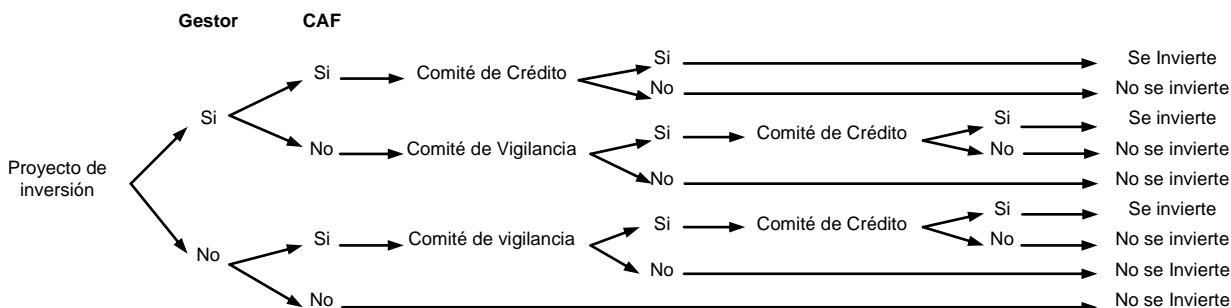 Gestor CAF
Si Se Invierte
Si Comité de Crédito
No No se invierte
Si Si Se invierte
Si Comité de Crédito
No Comité de Vigilancia No No se invierte
Proyecto de
inversión
No No se invierte
Si Se invierte
Si Comité de Crédito
No Si Comité de vigilancia No No se invierte
No No se invierte
No No se Invierte